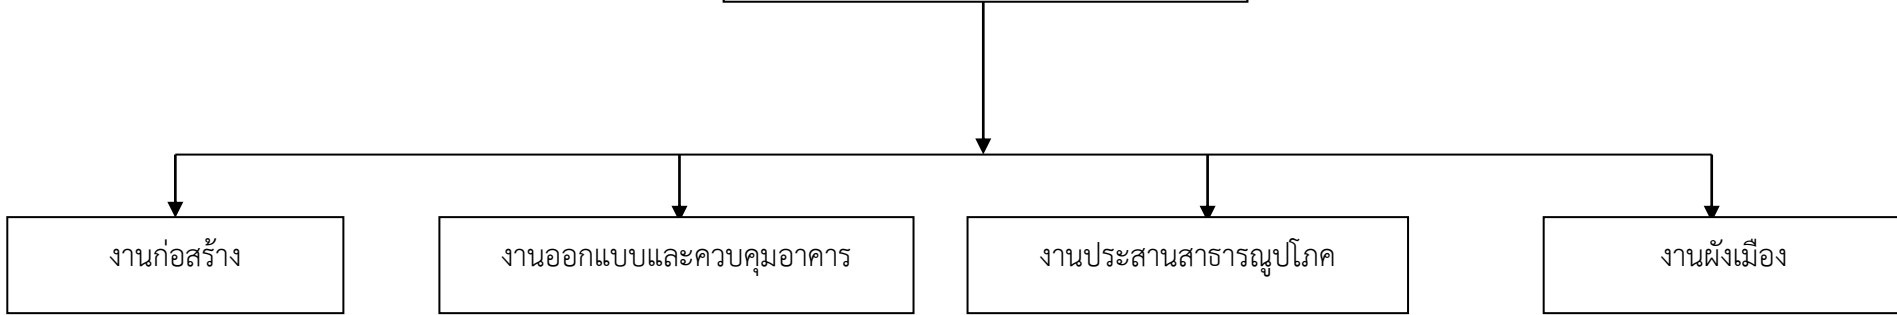 งานก่อสร้าง
งานออกแบบและควบคุมอาคาร
งานประสานสาธารณูปโภค
งานผังเมือง